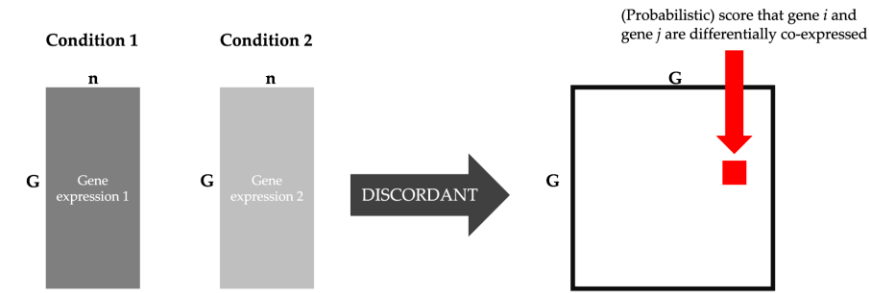 (Probabilistic) score that gene i and
gene j are differentially co-expressed
Condition 1
Condition 2
n
n
G
G
G
Gene
expression 1
G
Gene
expression 2
DISCORDANT